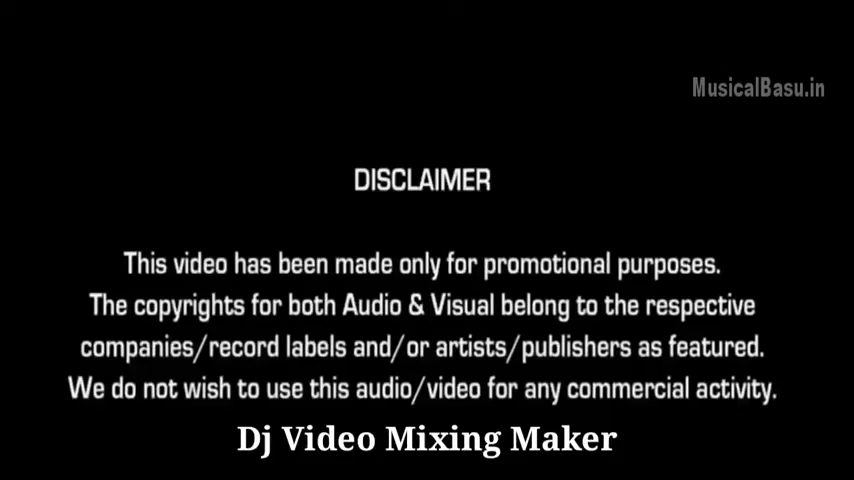 MusicalBasu.in
DISCLAIMER
This video has been made only for promotional purposes.
The copyrights for both Audio & Visual belong to the respective
companies/record labels and/or artists/publishers as featured.
We do not wish to use this audio/video for any commercial activity.
Dj Video Mixing Maker